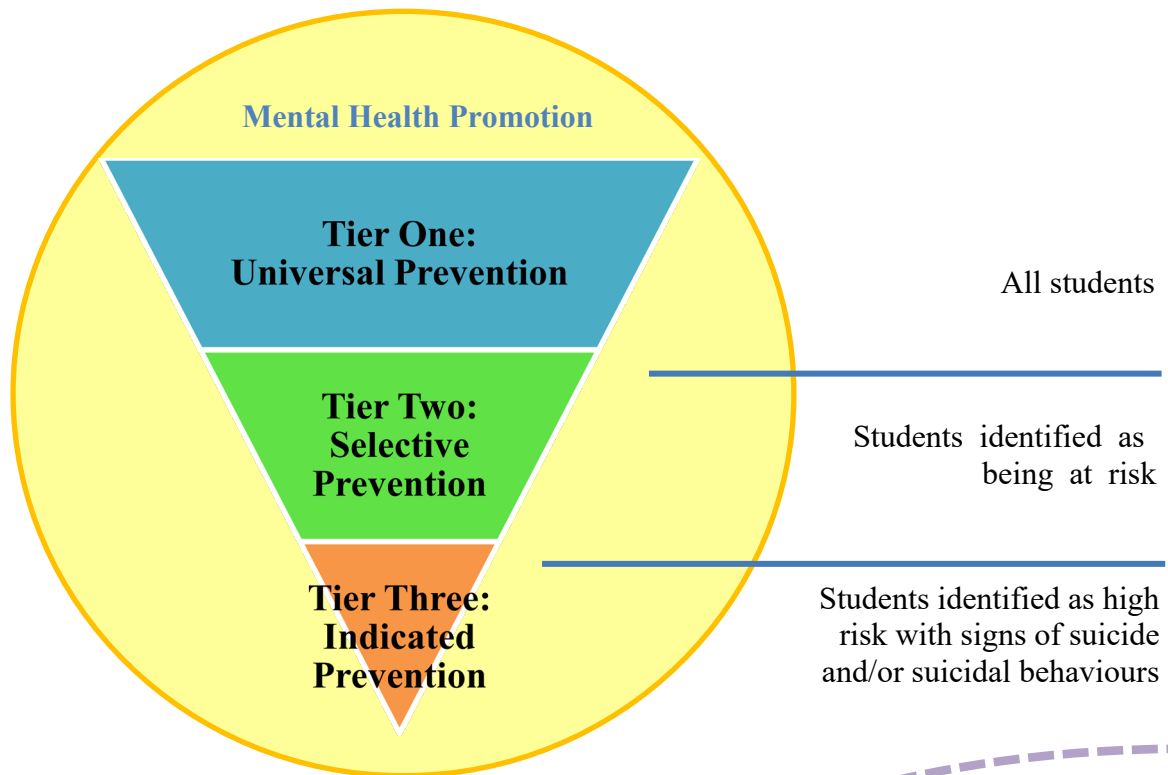 Mental Health Promotion
Tier One:
Universal Prevention
All students
Tier Two:
Selective
Prevention
Students identified as
being at risk
Tier Three:
Indicated
Prevention
Students identified as high
risk with signs of suicide
and/or suicidal behaviours